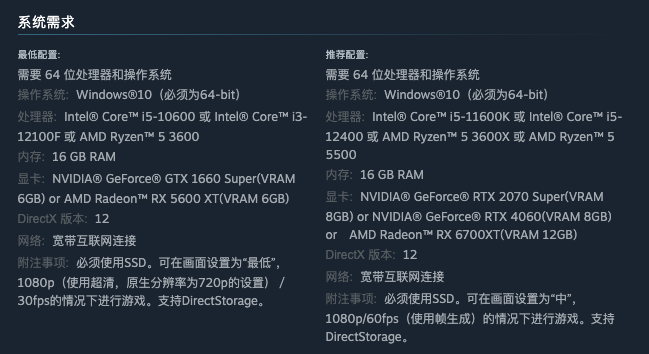 系统需求
最低配置:
需要 64 位处理器和操作系统
操作系统: Windows®10（必须为64-bit）
处理器: Intel® Core™ i5-10600 或 Intel® Core™ i3-
12100F 或 AMD Ryzen™ 5 3600
内存: 16 GB RAM
显卡: NVIDIA® GeForce® GTX 1660 Super(VRAM
6GB) or AMD Radeon™ RX 5600 XT(VRAM 6GB)
DirectX 版本: 12
网络: 宽带互联网连接
附注事项: 必须使用SSD。可在画面设置为“最低”，
1080p（使用超清，原生分辨率为720p的设置） /
30fps的情况下进行游戏。支持DirectStorage。
推荐配置:
需要 64 位处理器和操作系统
操作系统: Windows®10（必须为64-bit）
处理器: Intel® Core™ i5-11600K 或 Intel® Core™ i5-
12400 或 AMD Ryzen™ 5 3600X 或 AMD Ryzen™ 5
5500
内存: 16 GB RAM
显卡: NVIDIA® GeForce® RTX 2070 Super(VRAM
8GB) or NVIDIA® GeForce® RTX 4060(VRAM 8GB)
or　AMD Radeon™ RX 6700XT(VRAM 12GB)
DirectX 版本: 12
网络: 宽带互联网连接
附注事项: 必须使用SSD。可在画面设置为“中”，
1080p/60fps（使用帧生成）的情况下进行游戏。支持
DirectStorage。